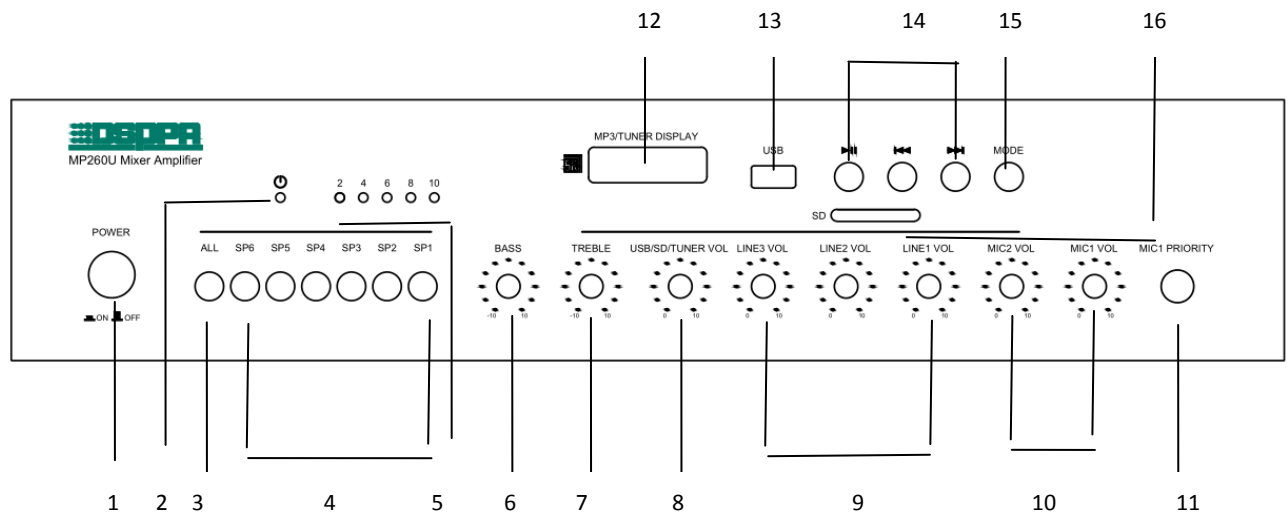 12 13 14 15 16
DSPPA
MP260U Mixer Amplifier
MP3/TUNER DISPLAY USB MODE
2 4 6 8 10
SD
POWER ALL SP6 SP5 SP4 SP3 SP2 SP1 BASS TREBLE USB/SD/TUNER VOL LINE3 VOL LINE2 VOL LINE1 VOL MIC2 VOL MIC1 VOL MIC1 PRIORITY
ON OFF -10 10 -10 10 0 10 0 10 0 10 0 10 0 10 0 10
1 2 3 4 5 6 7 8 9 10 11